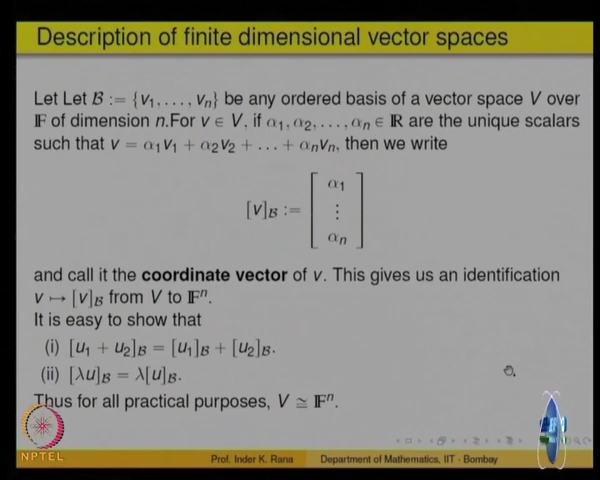 Description of finite dimensional vector spaces
Let Let ℬ := {v₁, . . . , vₙ} be any ordered basis of a vector space V over
𝔽 of dimension n.For v ∈ V, if α₁, α₂, . . . , αₙ ∈ ℝ are the unique scalars
such that v = α₁v₁ + α₂v₂ + . . . + αₙvₙ, then we write
[v]ℬ := [ α₁ ⋮ αₙ ]
and call it the coordinate vector of v. This gives us an identification
v ↦ [v]ℬ from V to 𝔽ⁿ.
It is easy to show that
(i) [u₁ + u₂]ℬ = [u₁]ℬ + [u₂]ℬ.
(ii) [λu]ℬ = λ[u]ℬ.
Thus for all practical purposes, V ≃ 𝔽ⁿ.
NPTEL
Prof. Inder K. Rana Department of Mathematics, IIT - Bombay